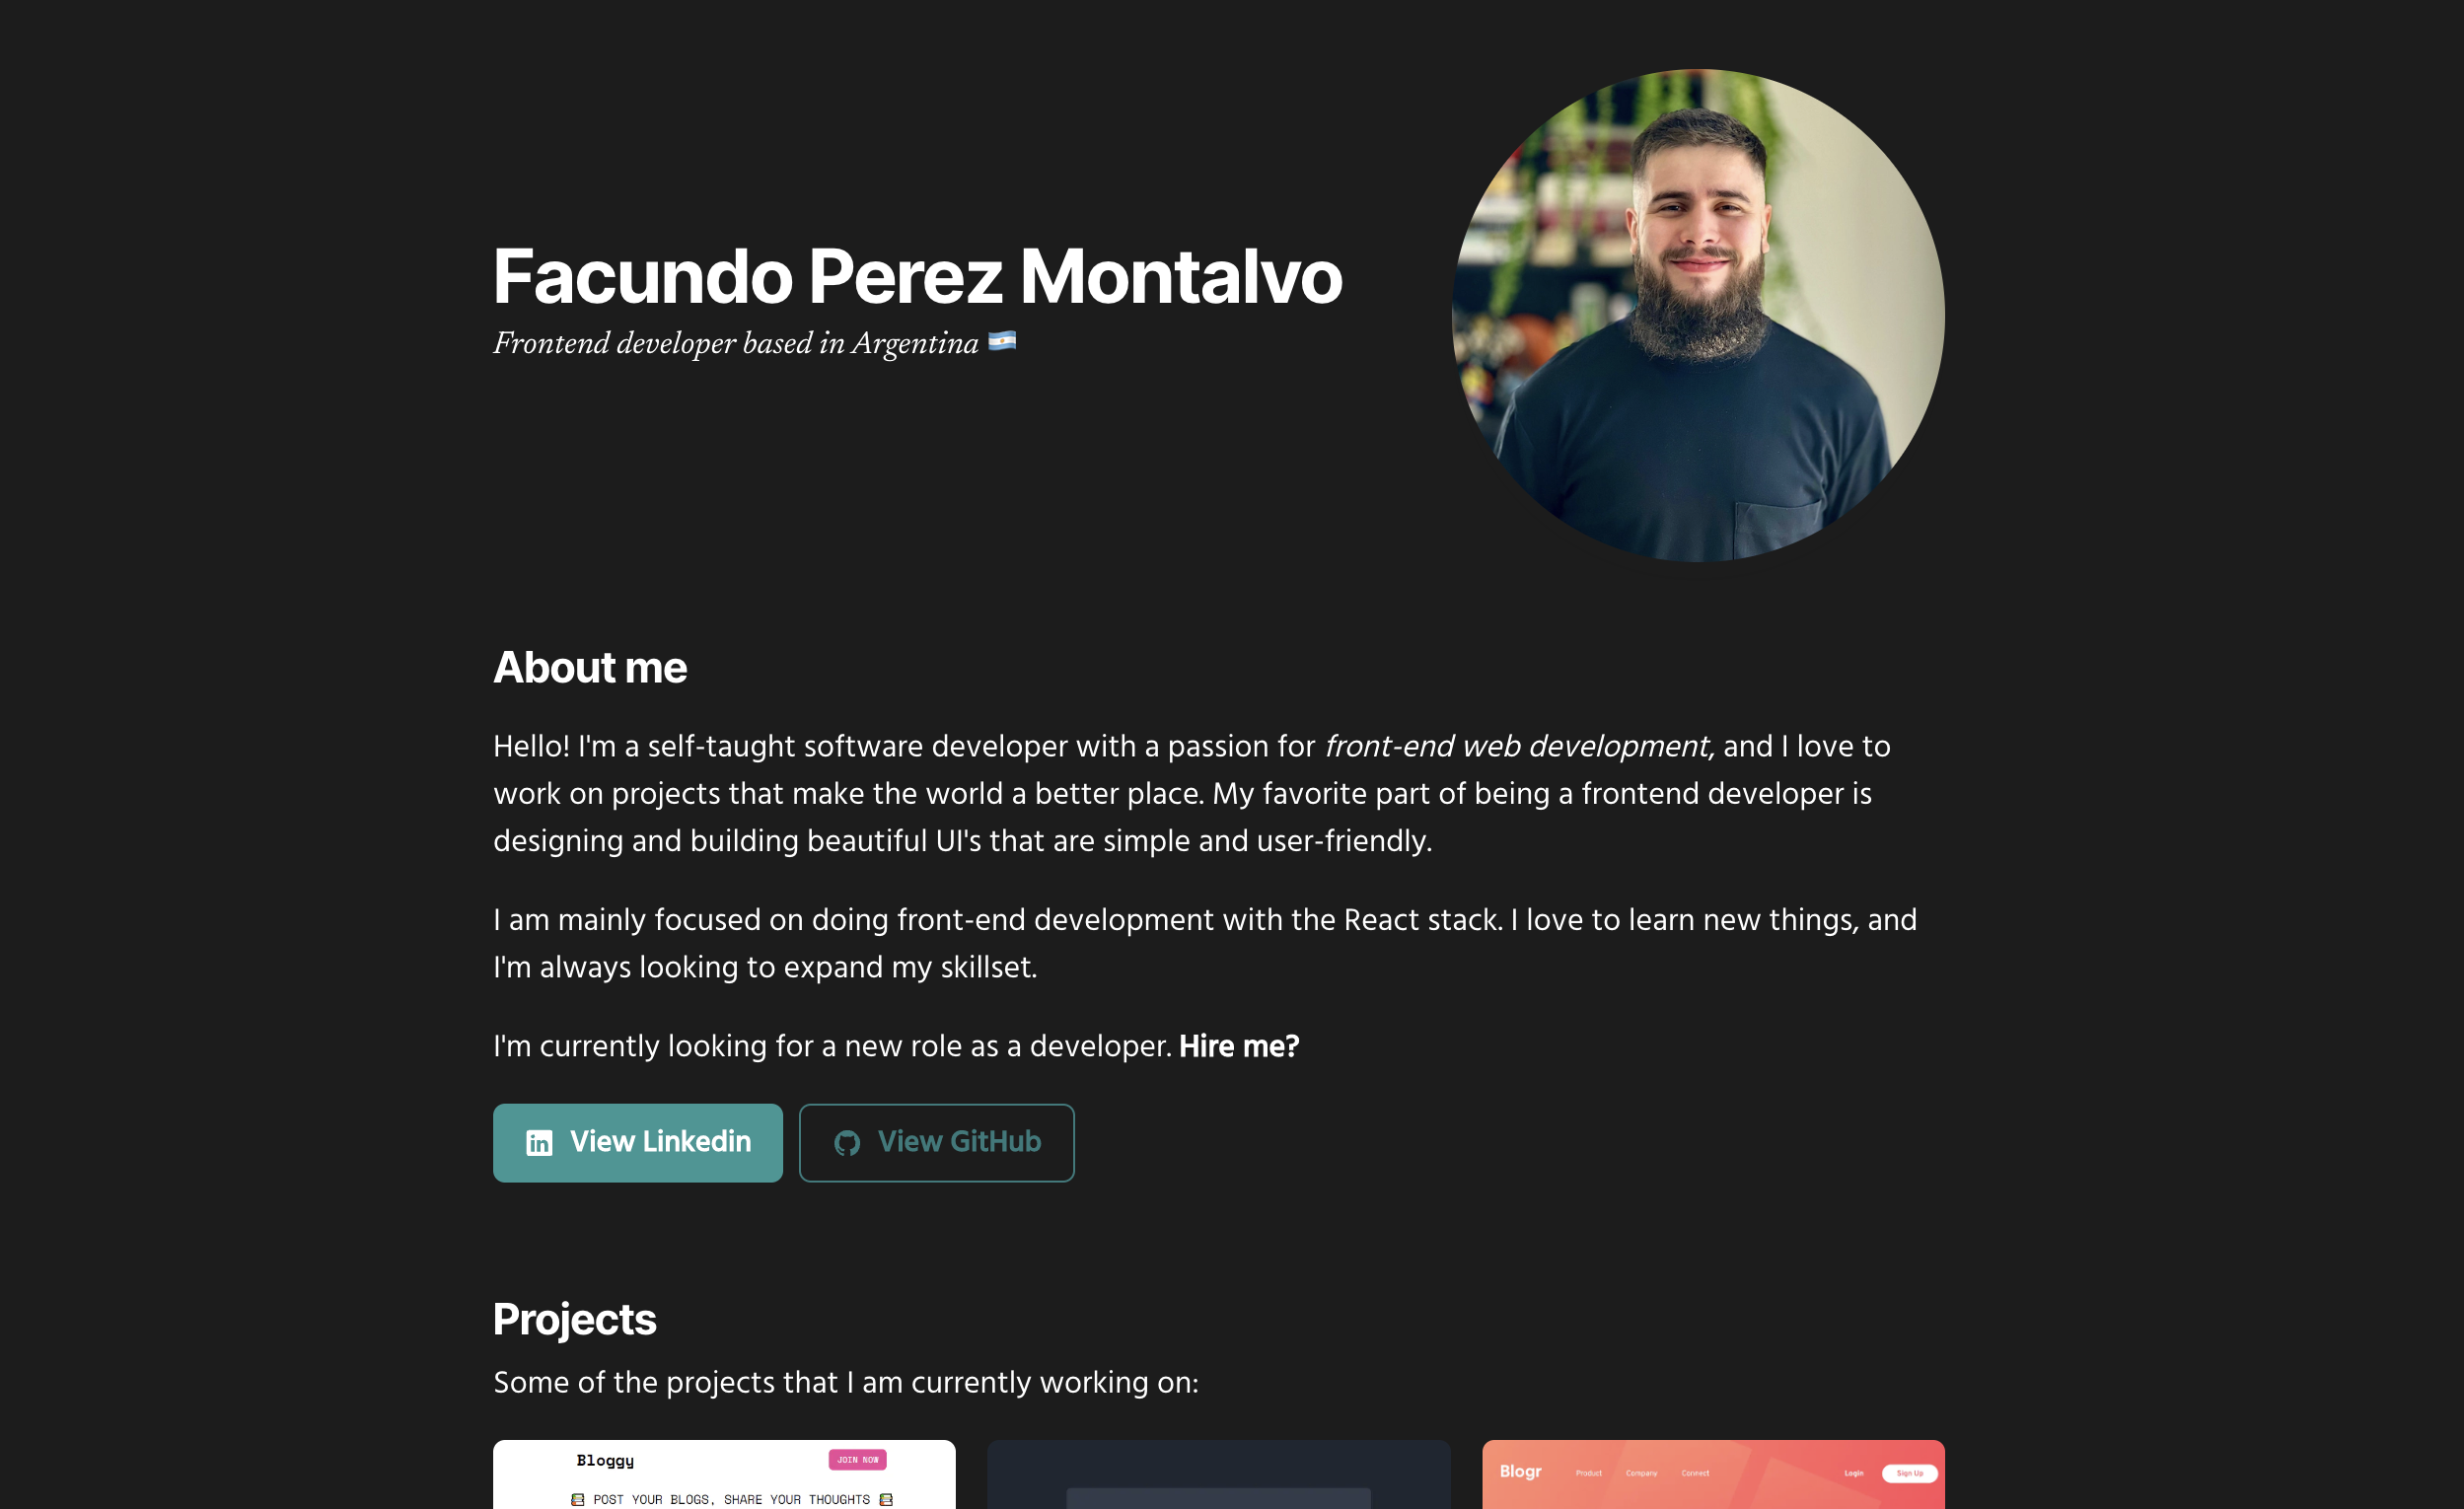 Facundo Perez Montalvo
Frontend developer based in Argentina 🇦🇷
About me
Hello! I'm a self-taught software developer with a passion for front-end web development, and I love to
work on projects that make the world a better place. My favorite part of being a frontend developer is
designing and building beautiful UI's that are simple and user-friendly.
I am mainly focused on doing front-end development with the React stack. I love to learn new things, and
I'm always looking to expand my skillset.
I'm currently looking for a new role as a developer. Hire me?
View Linkedin
View GitHub
Projects
Some of the projects that I am currently working on:
Bloggy
JOIN NOW
📚 POST YOUR BLOGS, SHARE YOUR THOUGHTS 📚
Blogr
Product
Company
Connect
Login
Sign Up